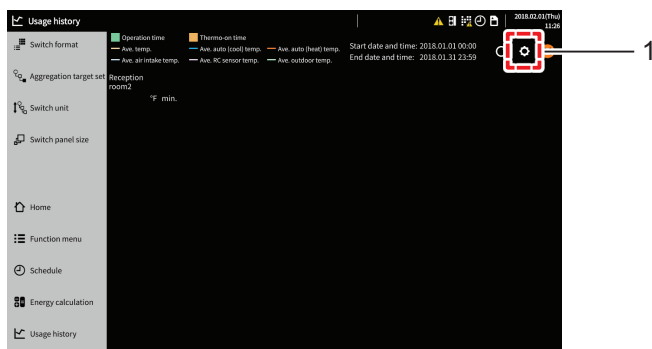 Usage history
2018.02.01(Thu)
11:26
Switch format
Aggregation target set
Switch unit
Switch panel size
Home
Function menu
Schedule
Energy calculation
Usage history
Operation time
Thermo-on time
Ave. temp.
Ave. auto (cool) temp.
Ave. auto (heat) temp.
Ave. air intake temp.
Ave. RC sensor temp.
Ave. outdoor temp.
Start date and time: 2018.01.01 00:00
End date and time: 2018.01.31 23:59
Reception
room2
°F min.
1